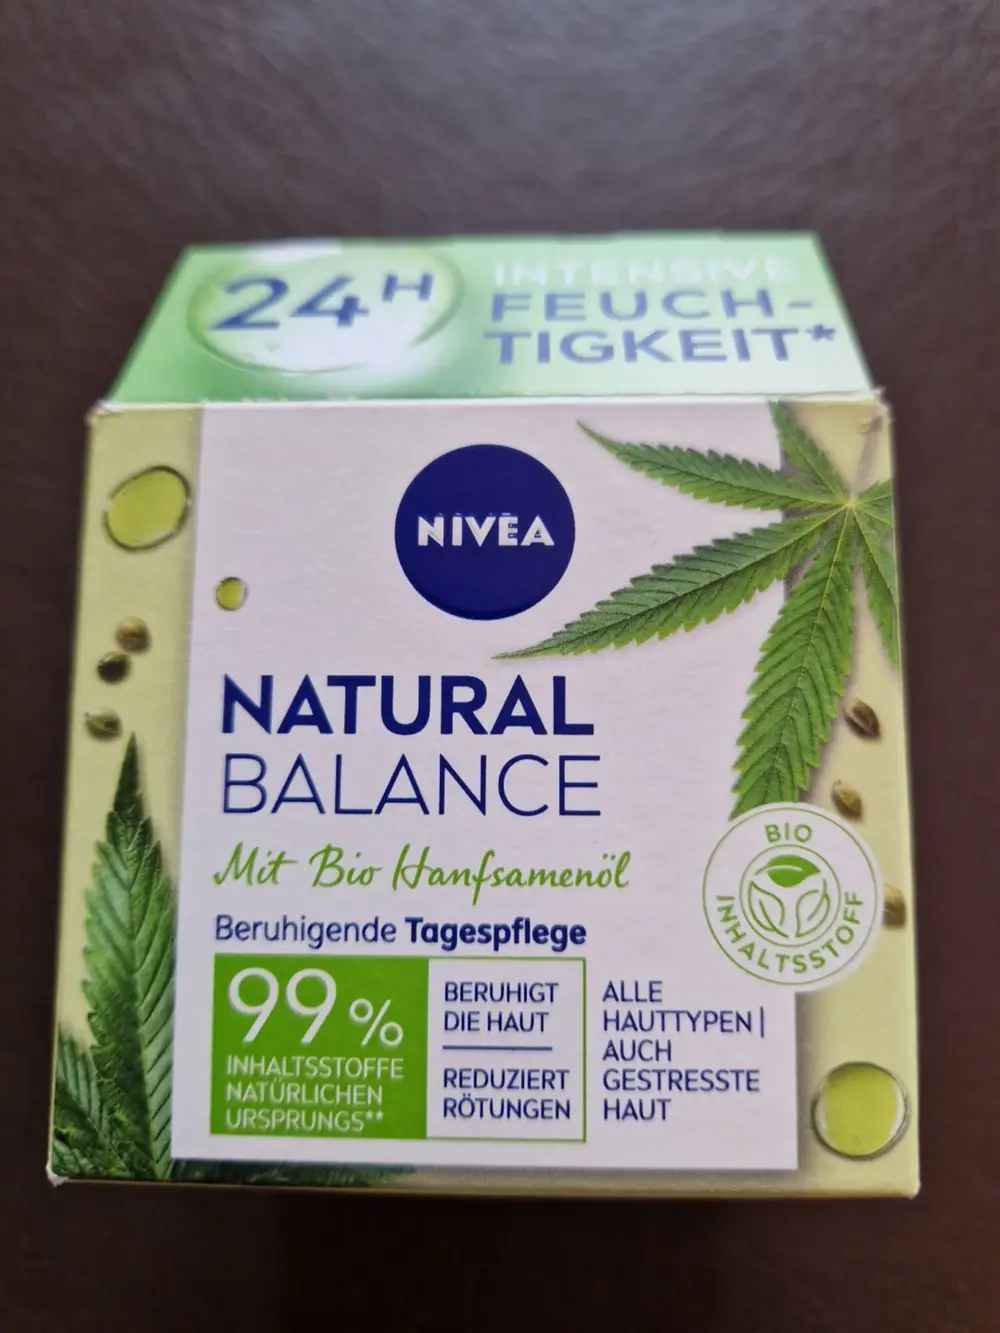 24H
INTENSIVE
FEUCH-
TIGKEIT*
NIVEA
NATURAL
BALANCE
Mit Bio Hanfsamenöl
Beruhigende Tagespflege
99 %
INHALTSSTOFFE
NATÜRLICHEN
URSPRUNGS**
BERUHIGT
DIE HAUT
REDUZIERT
RÖTUNGEN
ALLE
HAUTTYPEN |
AUCH
GESTRESSTE
HAUT
BIO
INHALTSSTOFF